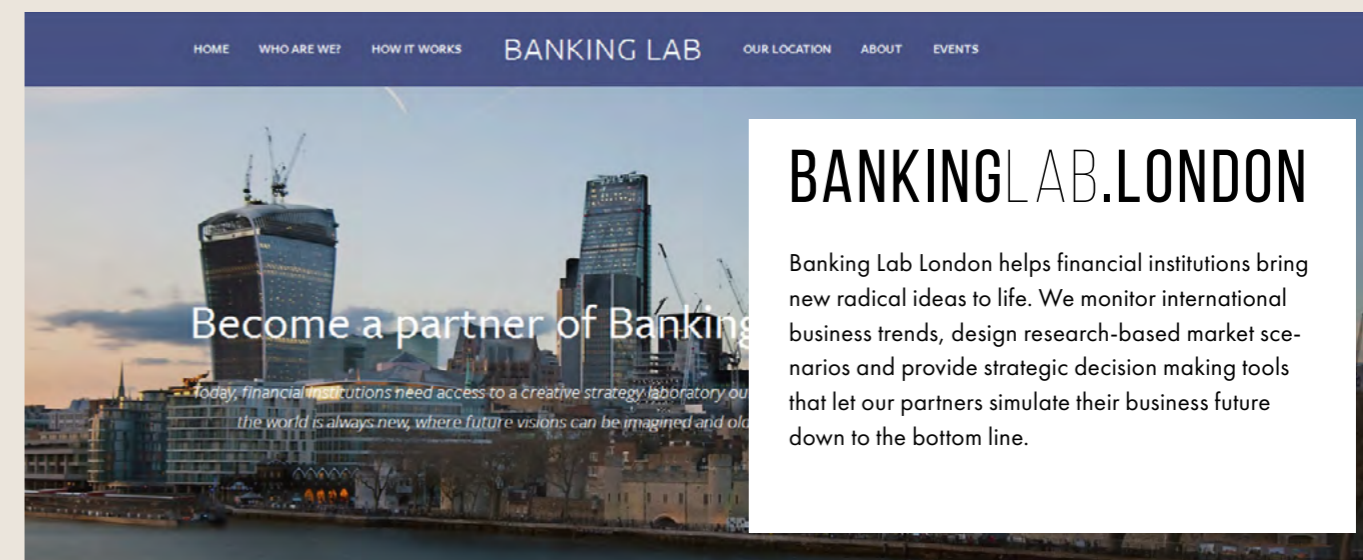 HOME WHO ARE WE? HOW IT WORKS BANKING LAB OUR LOCATION ABOUT EVENTS
Become a partner of Banking
Today, financial institutions need access to a creative strategy laboratory
the world is always new, where future visions can be imagined and
BANKINGLAB.LONDON
Banking Lab London helps financial institutions bring
new radical ideas to life. We monitor international
business trends, design research-based market sce-
narios and provide strategic decision making tools
that let our partners simulate their business future
down to the bottom line.